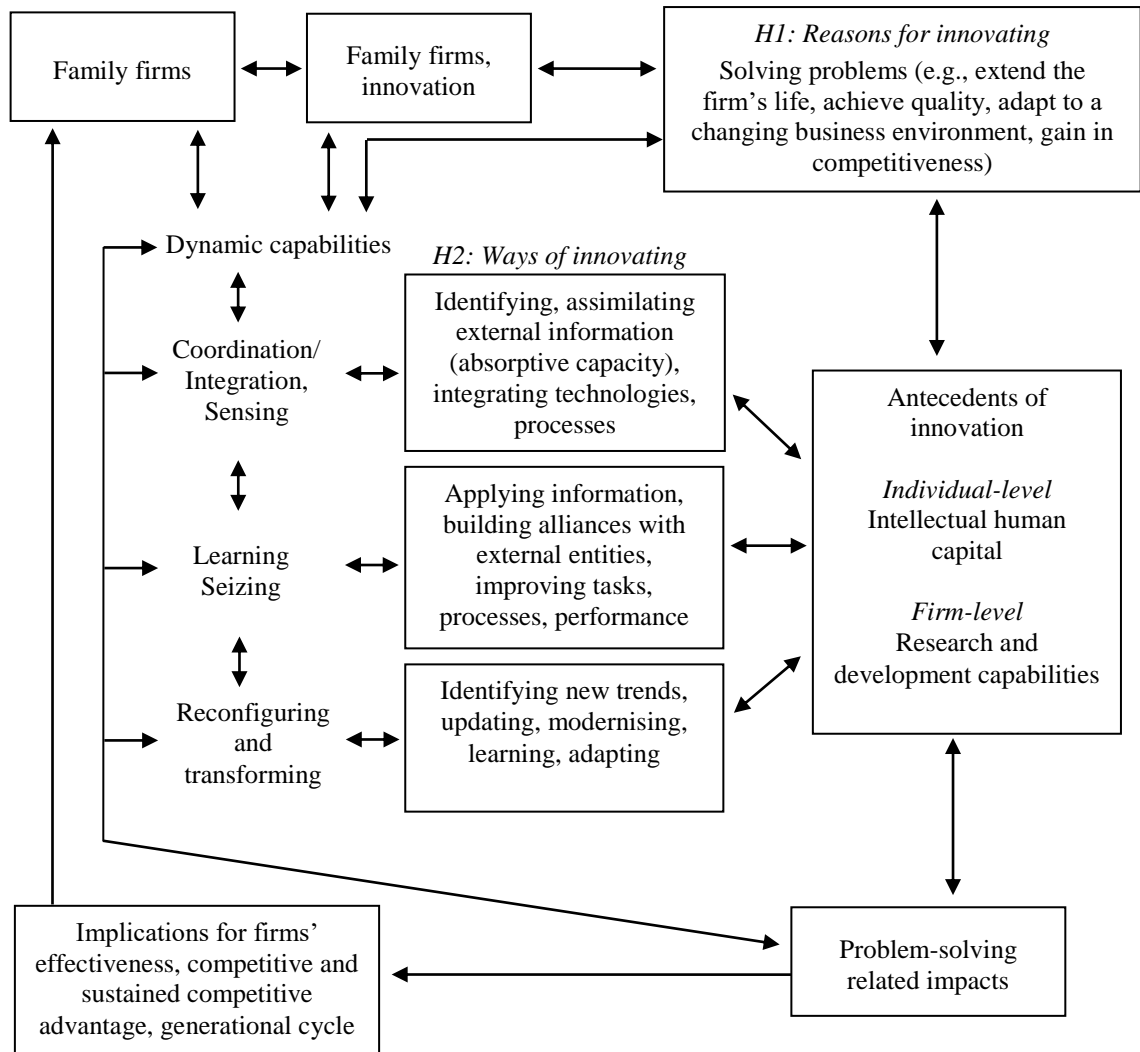 Family firms
Family firms,
innovation
H1: Reasons for innovating
Solving problems (e.g., extend the
firm's life, achieve quality, adapt to a
changing business environment, gain in
competitiveness)
Dynamic capabilities
H2: Ways of innovating
Coordination/
Integration,
Sensing
Identifying, assimilating
external information
(absorptive capacity),
integrating technologies,
processes
Learning
Seizing
Applying information,
building alliances with
external entities,
improving tasks,
processes, performance
Reconfiguring
and
transforming
Identifying new trends,
updating, modernising,
learning, adapting
Antecedents of
innovation
Individual-level
Intellectual human
capital
Firm-level
Research and
development capabilities
Implications for firms'
effectiveness, competitive and
sustained competitive
advantage, generational cycle
Problem-solving
related impacts